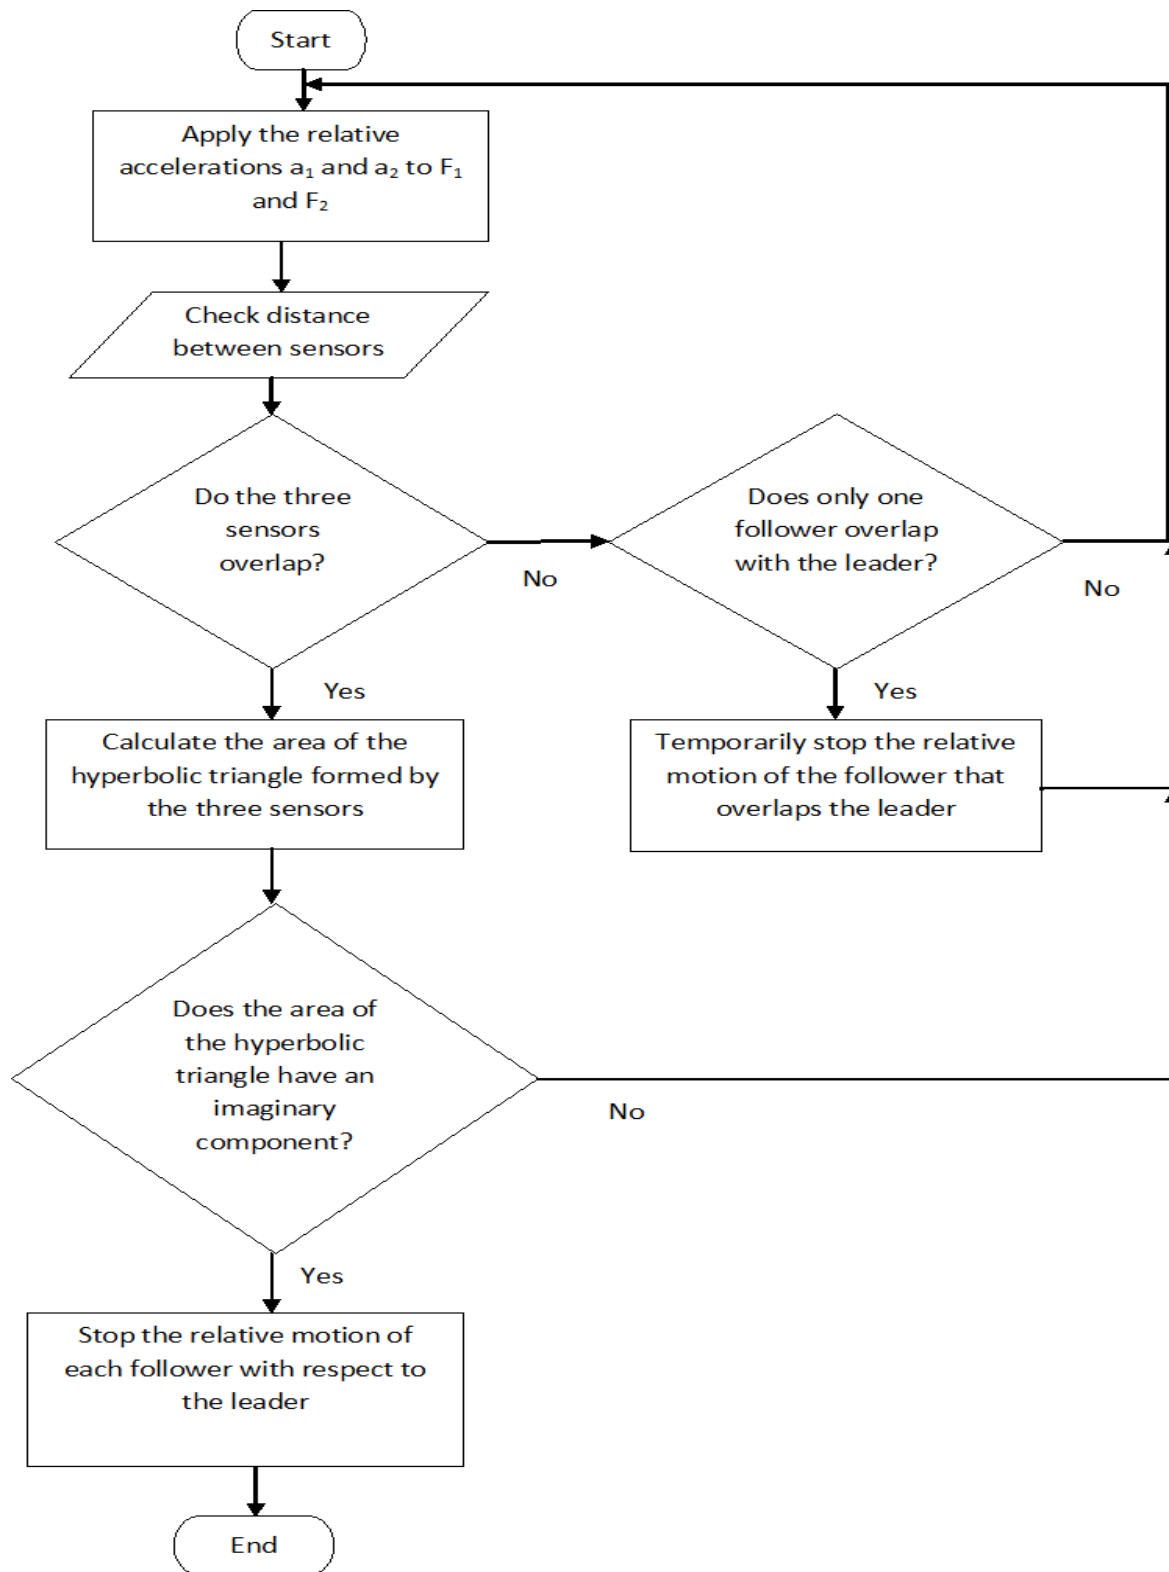 Start
Apply the relative
accelerations a₁ and a₂ to F₁
and F₂
Check distance
between sensors
Do the three
sensors
overlap?
No
Does only one
follower overlap
with the leader?
No
Yes
Yes
Calculate the area of the
hyperbolic triangle formed by
the three sensors
Temporarily stop the relative
motion of the follower that
overlaps the leader
Does the area of
the hyperbolic
triangle have an
imaginary
component?
No
Yes
Stop the relative motion of
each follower with respect to
the leader
End